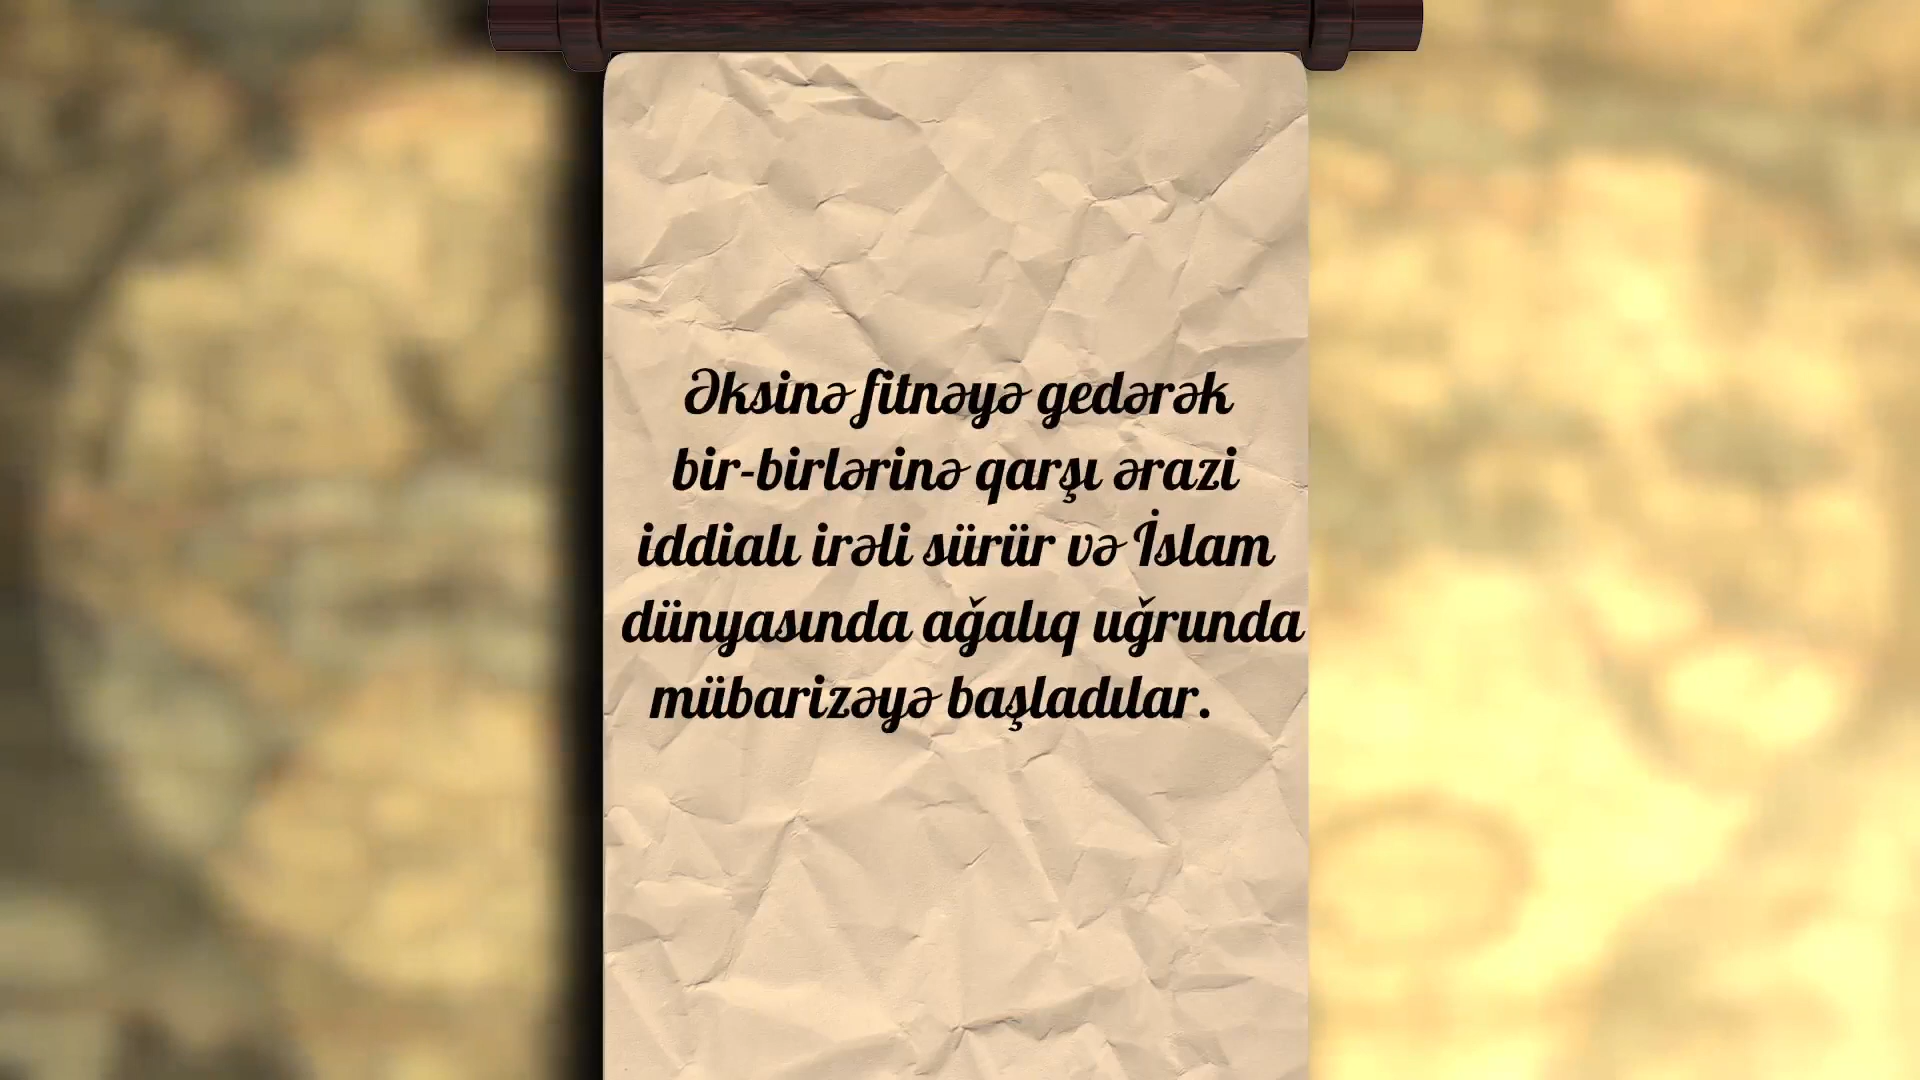 Əksinə fitnəyə gedərək
bir-birlərinə qarşı ərazi
iddialı irəli sürür və İslam
dünyasında ağalıq uğrunda
mübarizəyə başladılar.